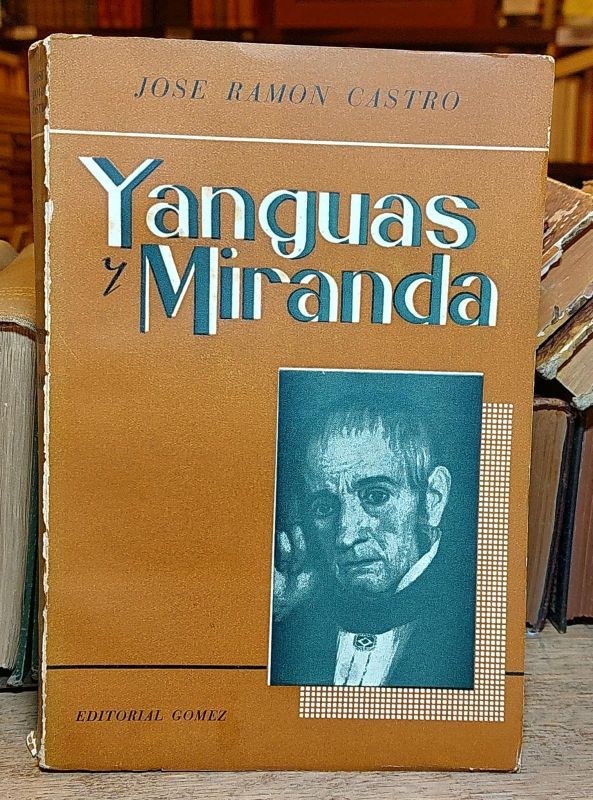 JOSE RAMON CASTRO
Yanguas
y Miranda
EDITORIAL GOMEZ